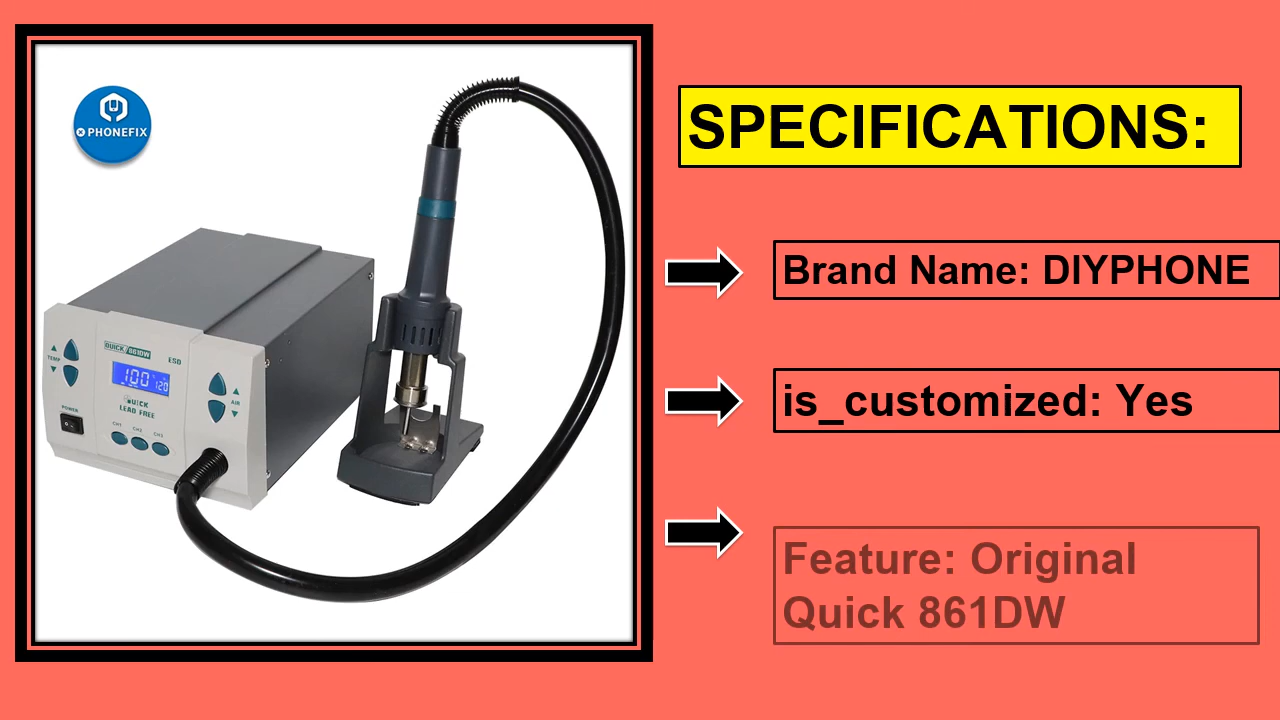 PHONEFIX
SPECIFICATIONS:
Brand Name: DIYPHONE
is_customized: Yes
Feature: Original
Quick 861DW
QUICK 861DW
ESD
TEMP
100 120
AIR
QUICK
LEAD FREE
POWER
CH1 CH2 CH3